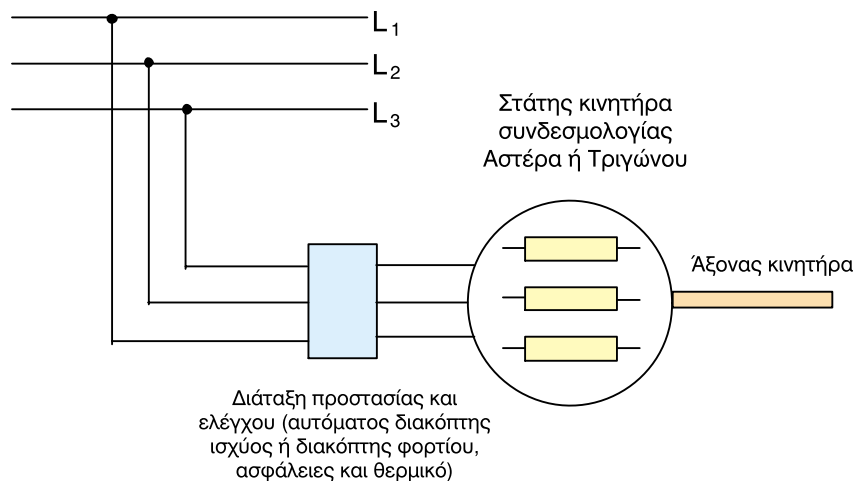 L1
L2
L3
Στάτης κινητήρα
συνδεσμολογίας
Αστέρα ή Τριγώνου
Άξονας κινητήρα
Διάταξη προστασίας και
ελέγχου (αυτόματος διακόπτης
ισχύος ή διακόπτης φορτίου,
ασφάλειες και θερμικό)